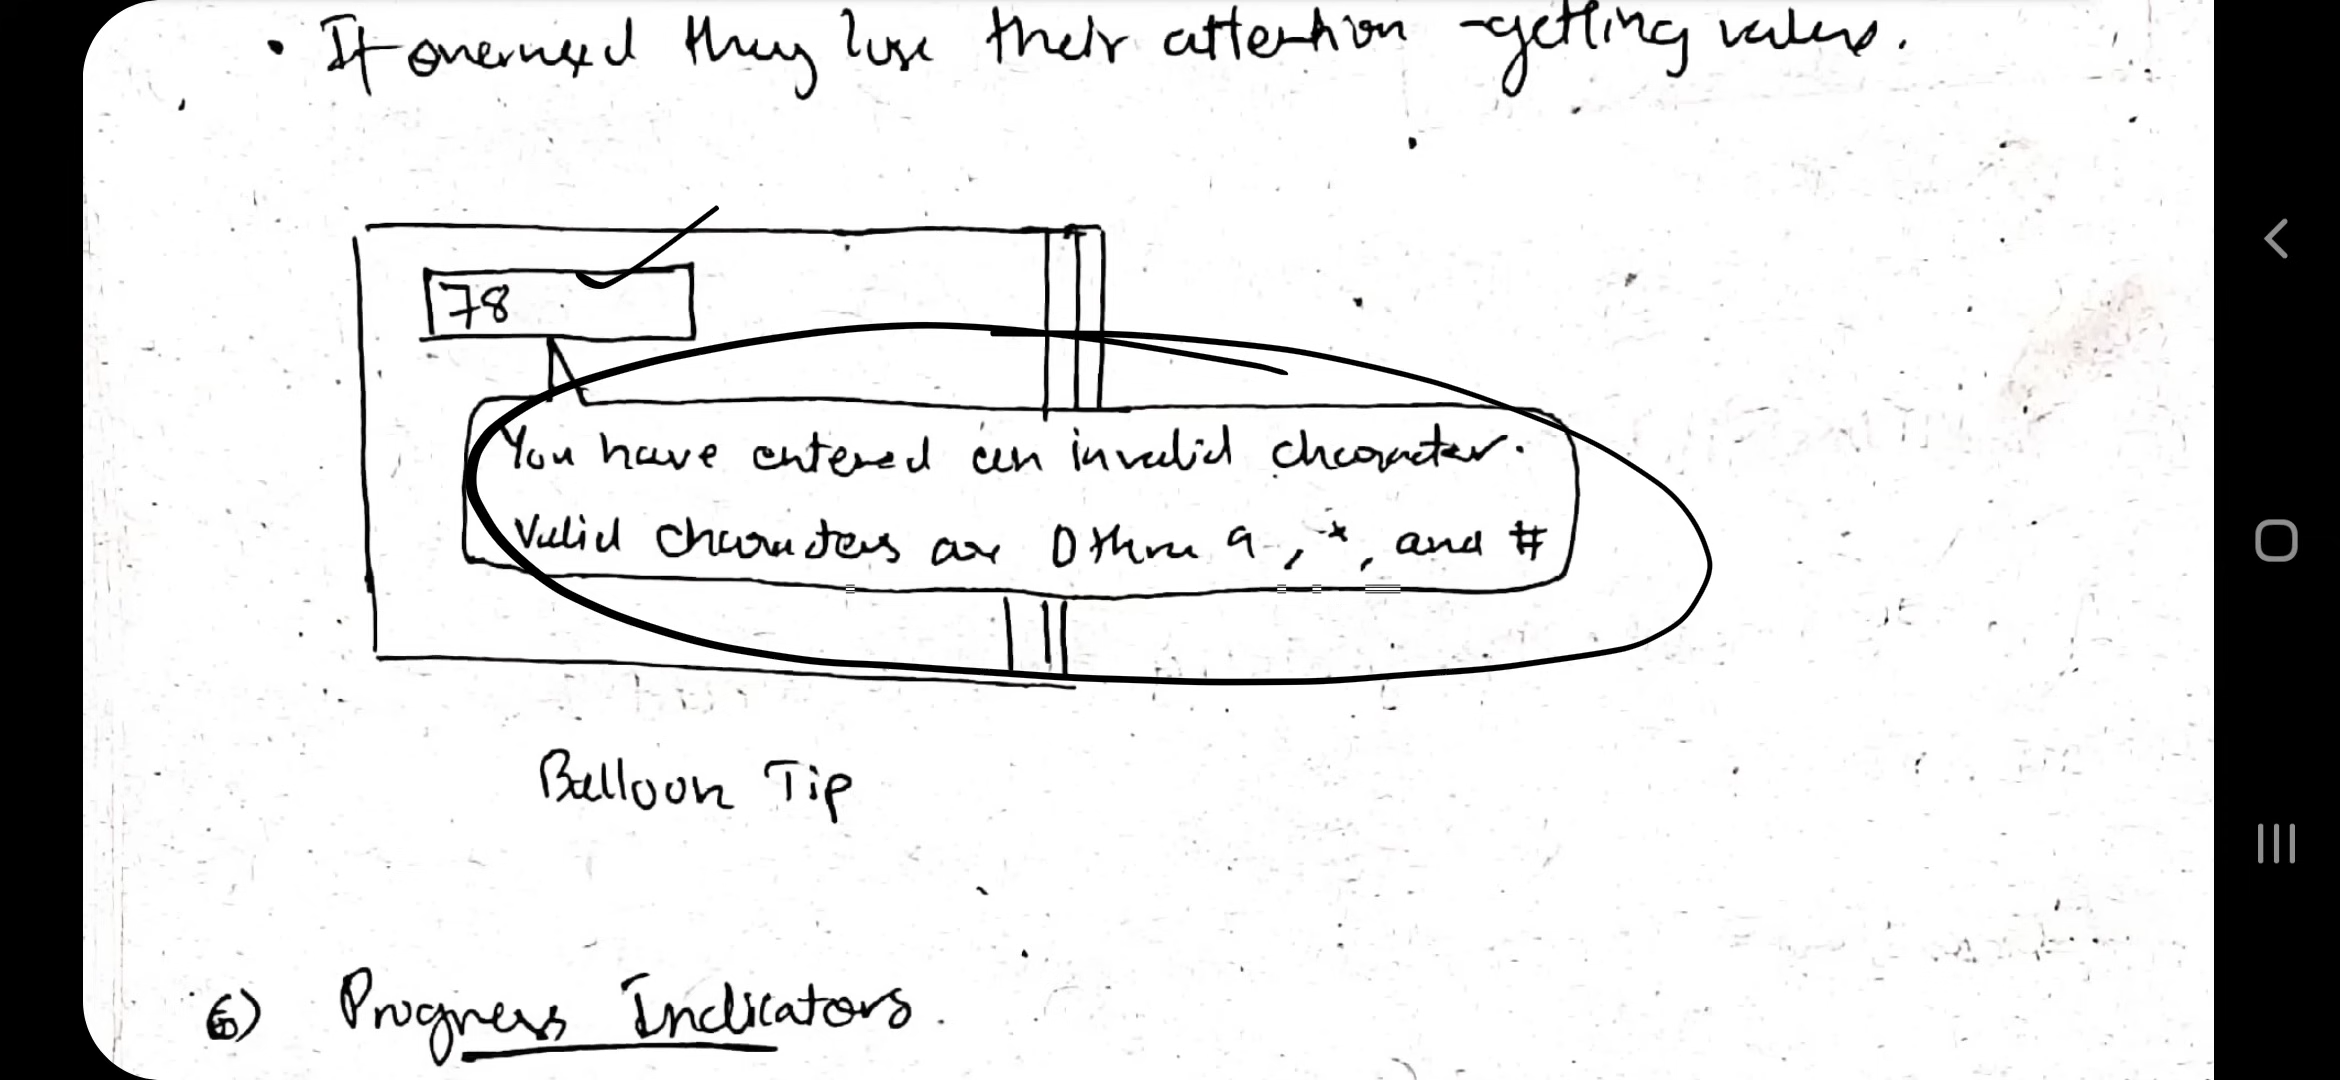 • If overused they lose their attention-getting value.
78
You have entered an invalid character.
Valid characters are 0 thru 9, *, and #
Balloon Tip
6) Progress Indicators.